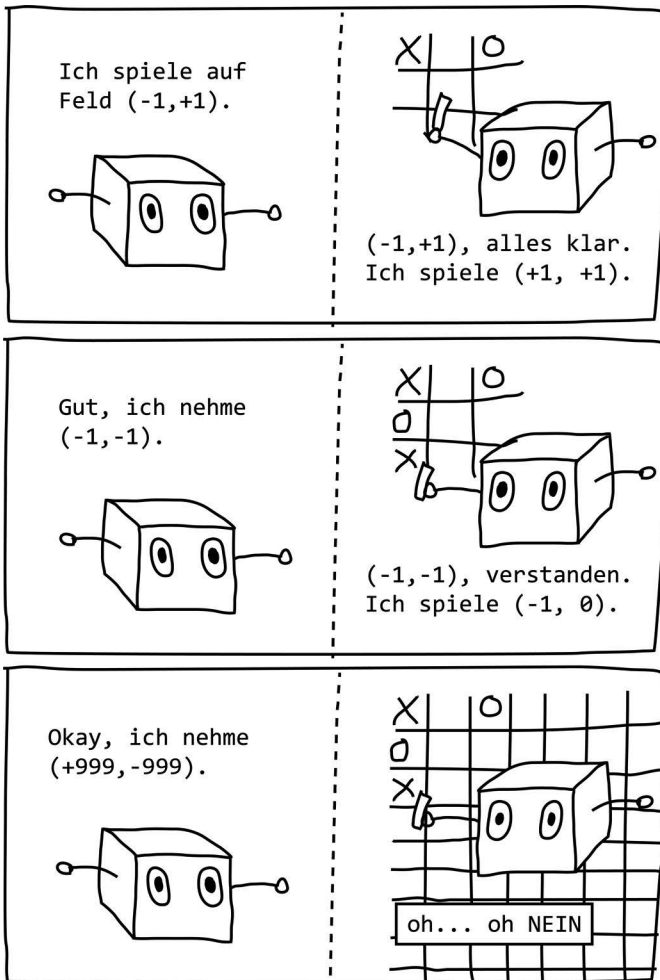 Ich spiele auf
Feld (-1,+1).
X
O
(-1,+1), alles klar.
Ich spiele (+1, +1).
Gut, ich nehme
(-1,-1).
X
O
O
X
(-1,-1), verstanden.
Ich spiele (-1, 0).
Okay, ich nehme
(+999,-999).
X
O
O
X
oh... oh NEIN